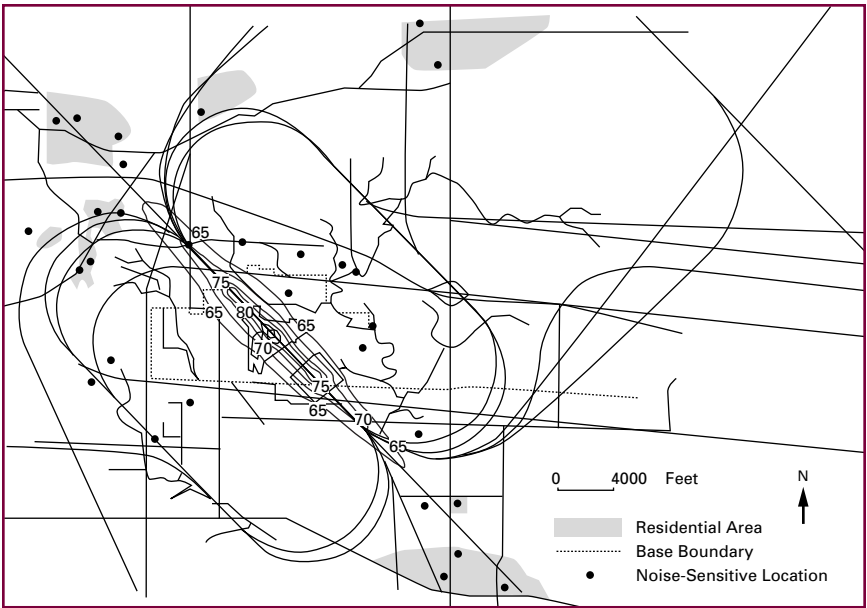 65
75
65
80
65
70
75
65
70
65
0 4000 Feet
N
Residential Area
Base Boundary
Noise-Sensitive Location